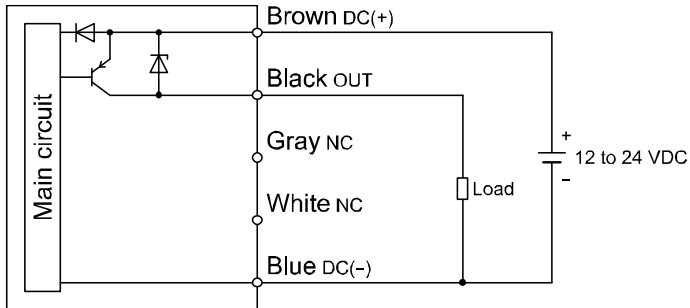 Brown DC(+)
Black OUT
Gray NC
White NC
Blue DC(−)
Main circuit
Load
+
12 to 24 VDC
−